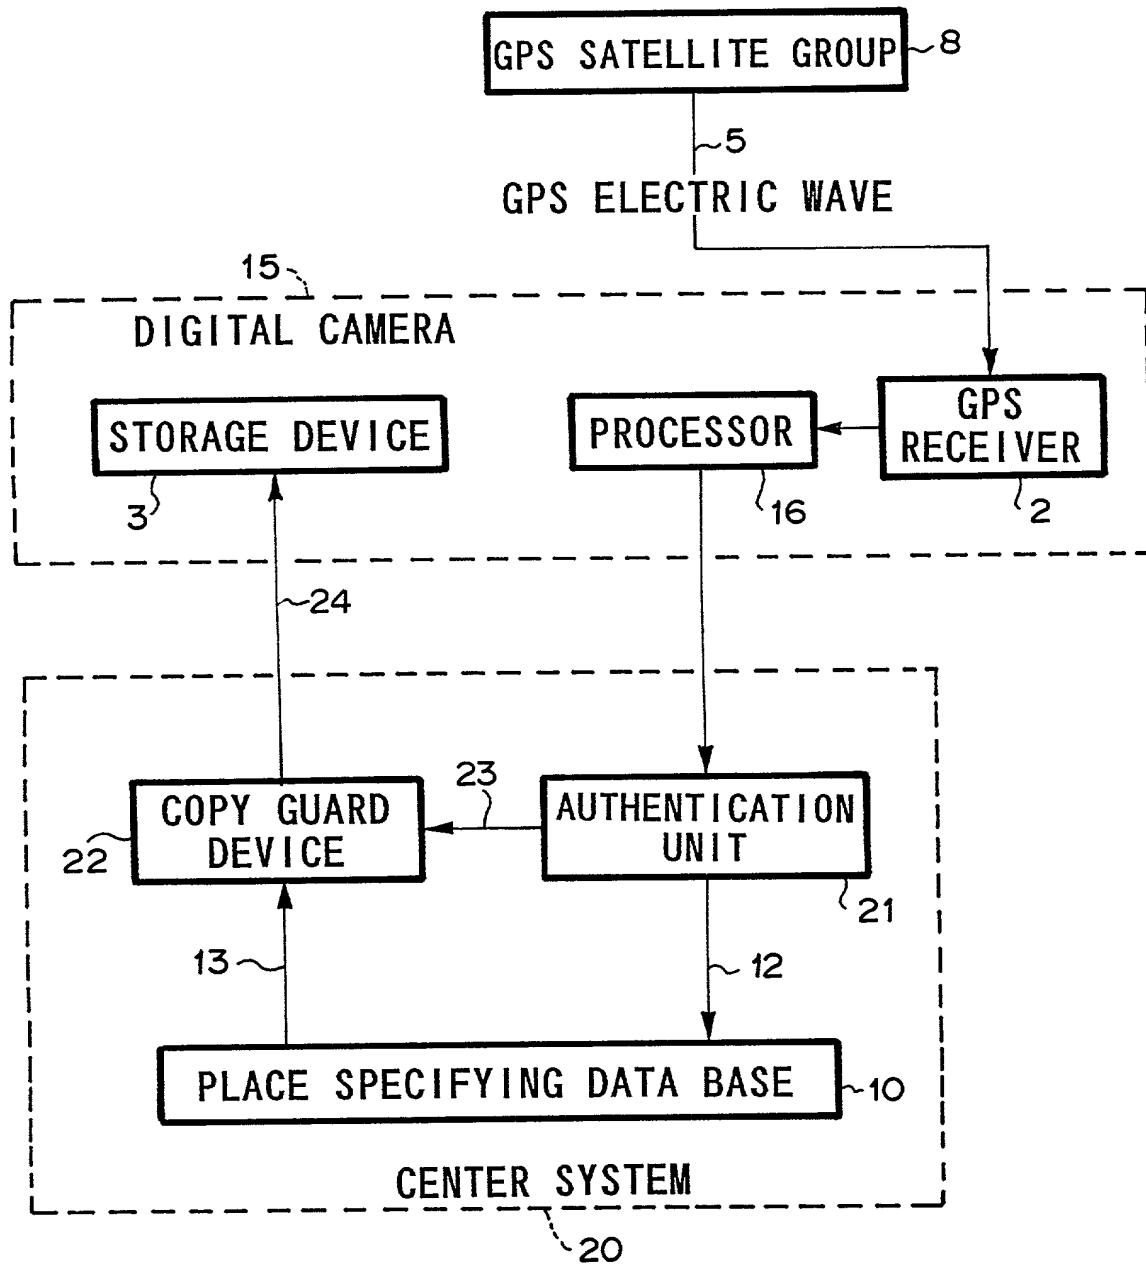 GPS SATELLITE GROUP
8
5
GPS ELECTRIC WAVE
15
DIGITAL CAMERA
STORAGE DEVICE
3
PROCESSOR
16
GPS
RECEIVER
2
24
COPY GUARD
DEVICE
22
23
AUTHENTICATION
UNIT
21
13
12
PLACE SPECIFYING DATA BASE
10
CENTER SYSTEM
20